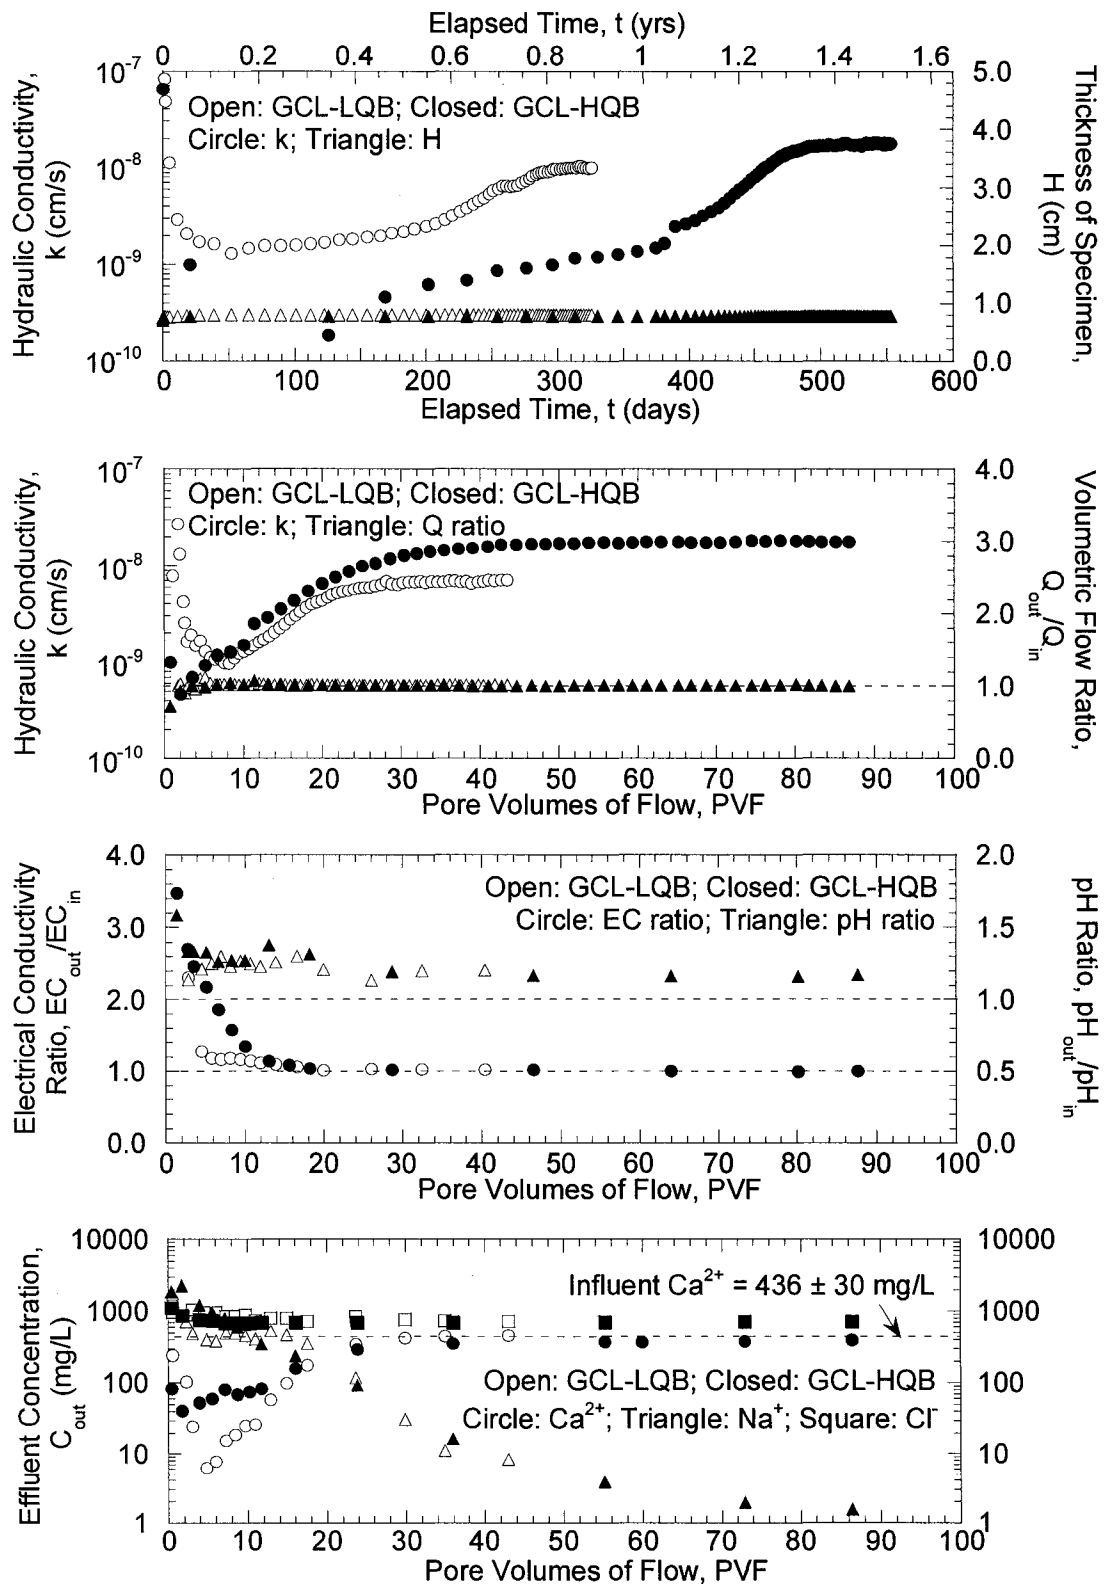 Elapsed Time, t (yrs)
0 0.2 0.4 0.6 0.8 1 1.2 1.4 1.6
Hydraulic Conductivity,
k (cm/s)
10-7
10-8
10-9
10-10
Open: GCL-LQB; Closed: GCL-HQB
Circle: k; Triangle: H
5.0
4.0
3.0
2.0
1.0
0.0
Thickness of Specimen,
H (cm)
0 100 200 300 400 500 600
Elapsed Time, t (days)
Hydraulic Conductivity,
k (cm/s)
10-7
10-8
10-9
10-10
Open: GCL-LQB; Closed: GCL-HQB
Circle: k; Triangle: Q ratio
4.0
3.0
2.0
1.0
0.0
Volumetric Flow Ratio,
Qout/Qin
0 10 20 30 40 50 60 70 80 90 100
Pore Volumes of Flow, PVF
Electrical Conductivity
Ratio, ECout/ECin
4.0
3.0
2.0
1.0
0.0
Open: GCL-LQB; Closed: GCL-HQB
Circle: EC ratio; Triangle: pH ratio
2.0
1.5
1.0
0.5
0.0
pH Ratio, pHout/pHin
0 10 20 30 40 50 60 70 80 90 100
Pore Volumes of Flow, PVF
Effluent Concentration,
Cout (mg/L)
10000
1000
100
10
1
Influent Ca2+ = 436 ± 30 mg/L
Open: GCL-LQB; Closed: GCL-HQB
Circle: Ca2+; Triangle: Na+; Square: Cl-
10000
1000
100
10
1
0 10 20 30 40 50 60 70 80 90 100
Pore Volumes of Flow, PVF